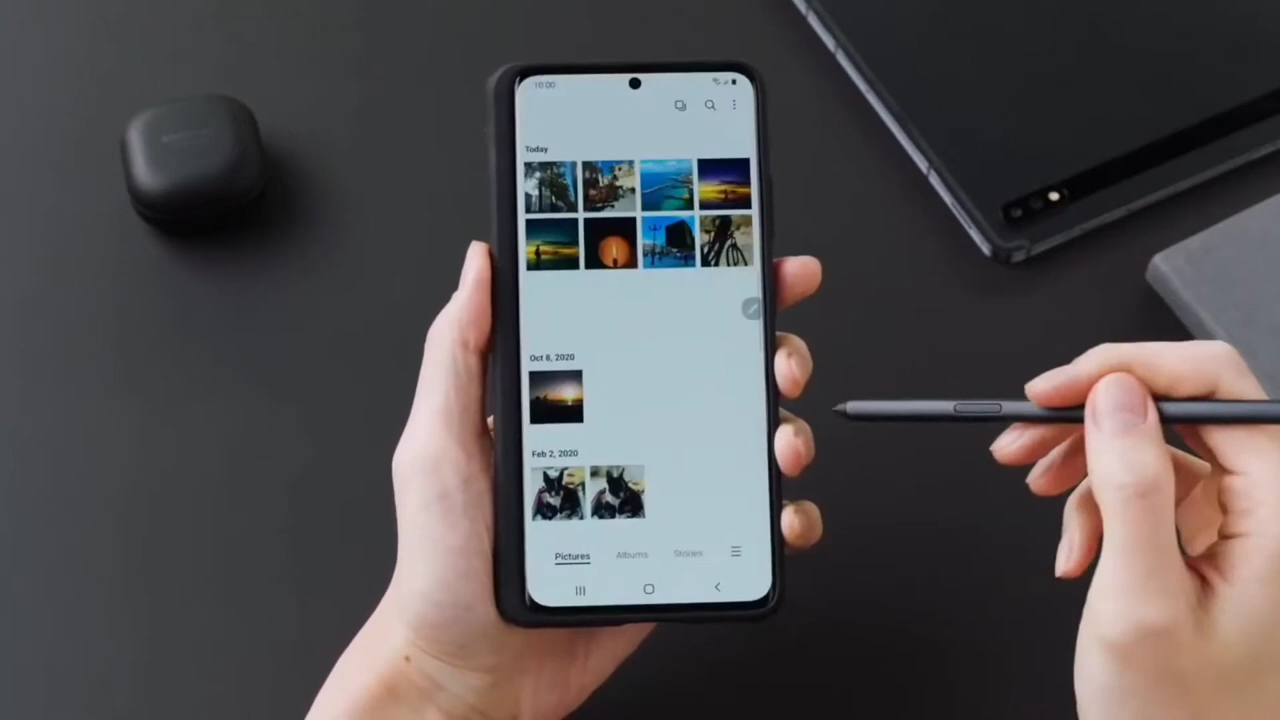 10:00
Today
Oct 8, 2020
Feb 2, 2020
Pictures Albums Stories